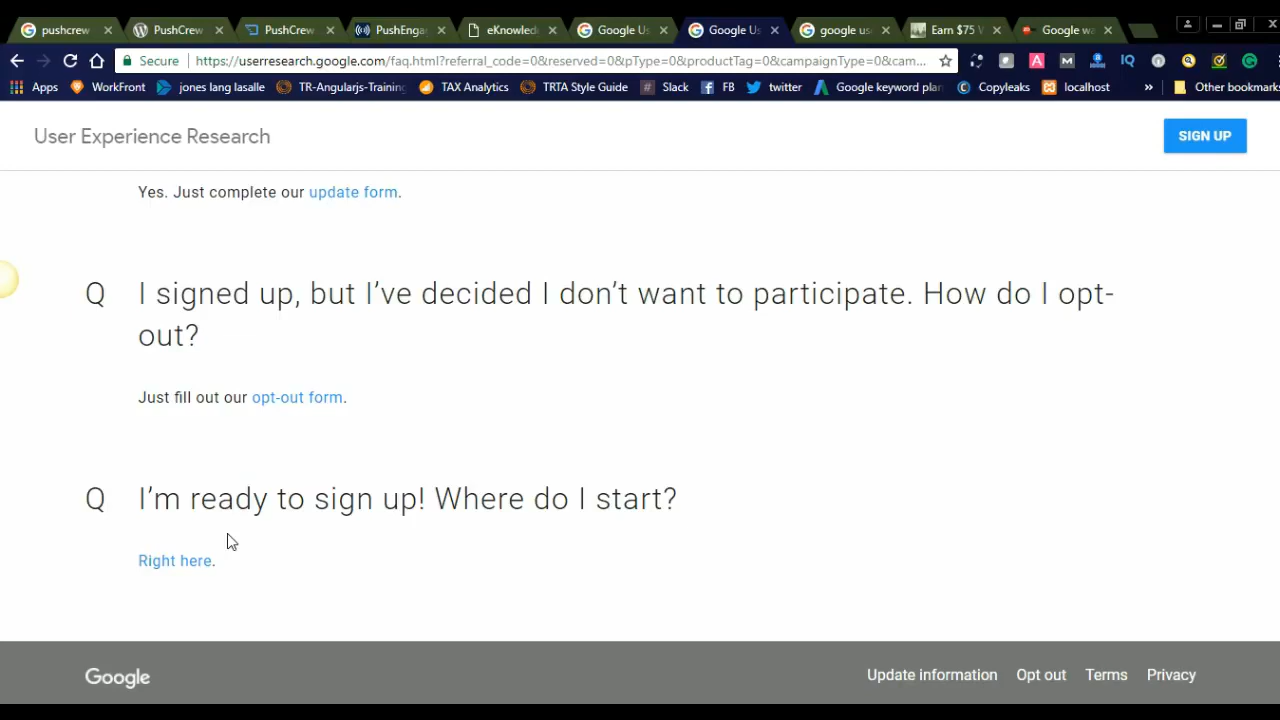 pushcrew
PushCrew
PushCrew
PushEnga
eKnowled
Google Us
Google Us
google us
Earn $75 V
Google wa
Secure
https://userresearch.google.com/faq.html?referral_code=0&reserved=0&pType=0&productTag=0&campaignType=0&cam...
Apps
WorkFront
jones lang lasalle
TR-Angularjs-Training
TAX Analytics
TRTA Style Guide
Slack
FB
twitter
Google keyword plan
Copyleaks
localhost
»
Other bookmarks
User Experience Research
SIGN UP
Yes. Just complete our update form.
Q I signed up, but I've decided I don't want to participate. How do I opt-
out?
Just fill out our opt-out form.
Q I'm ready to sign up! Where do I start?
Right here.
Google
Update information Opt out Terms Privacy